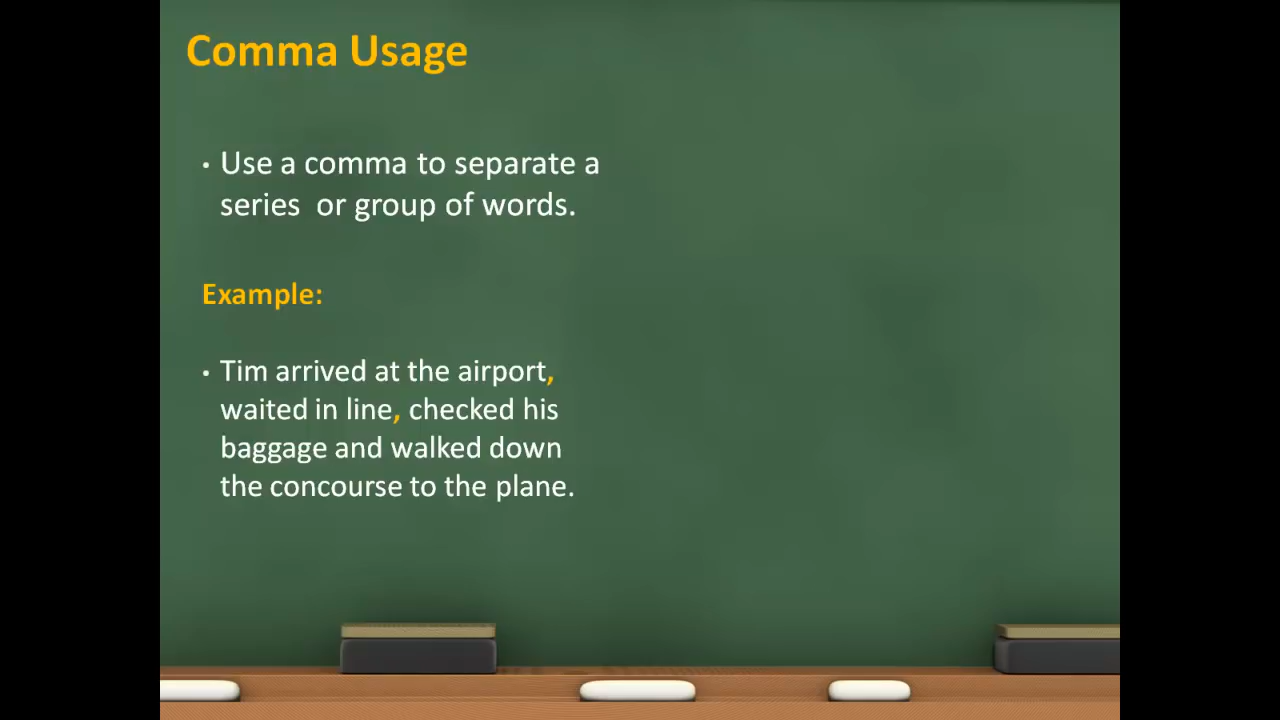 Comma Usage
• Use a comma to separate a
series  or group of words.
Example:
• Tim arrived at the airport,
waited in line, checked his
baggage and walked down
the concourse to the plane.